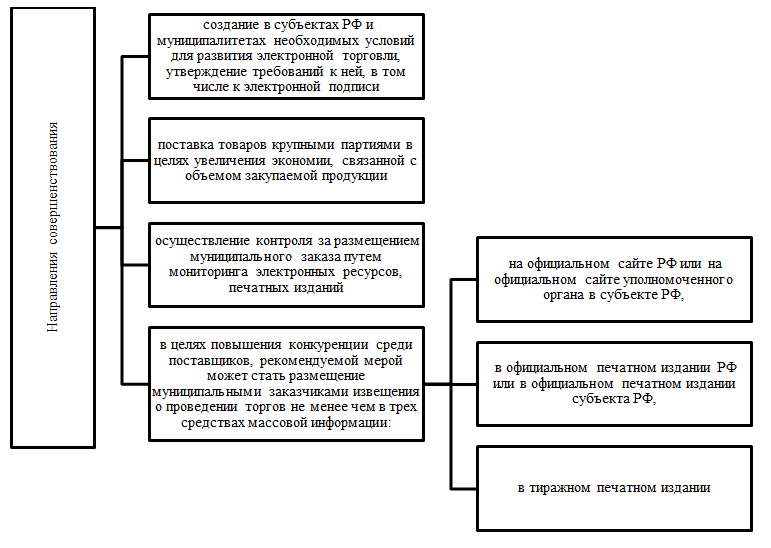 Направления совершенствования
создание в субъектах РФ и
муниципалитетах необходимых условий
для развития электронной торговли,
утверждение требований к ней, в том
числе к электронной подписи
поставка товаров крупными партиями в
целях увеличения экономии, связанной с
объемом закупаемой продукции
осуществление контроля за размещением
муниципального заказа путем
мониторинга электронных ресурсов,
печатных изданий
в целях повышения конкуренции среди
поставщиков, рекомендуемой мерой
может стать размещение
муниципальными заказчиками извещения
о проведении торгов не менее чем в трех
средствах массовой информации:
на официальном сайте РФ или на
официальном сайте уполномоченного
органа в субъекте РФ,
в официальном печатном издании РФ
или в официальном печатном издании
субъекта РФ,
в тиражном печатном издании